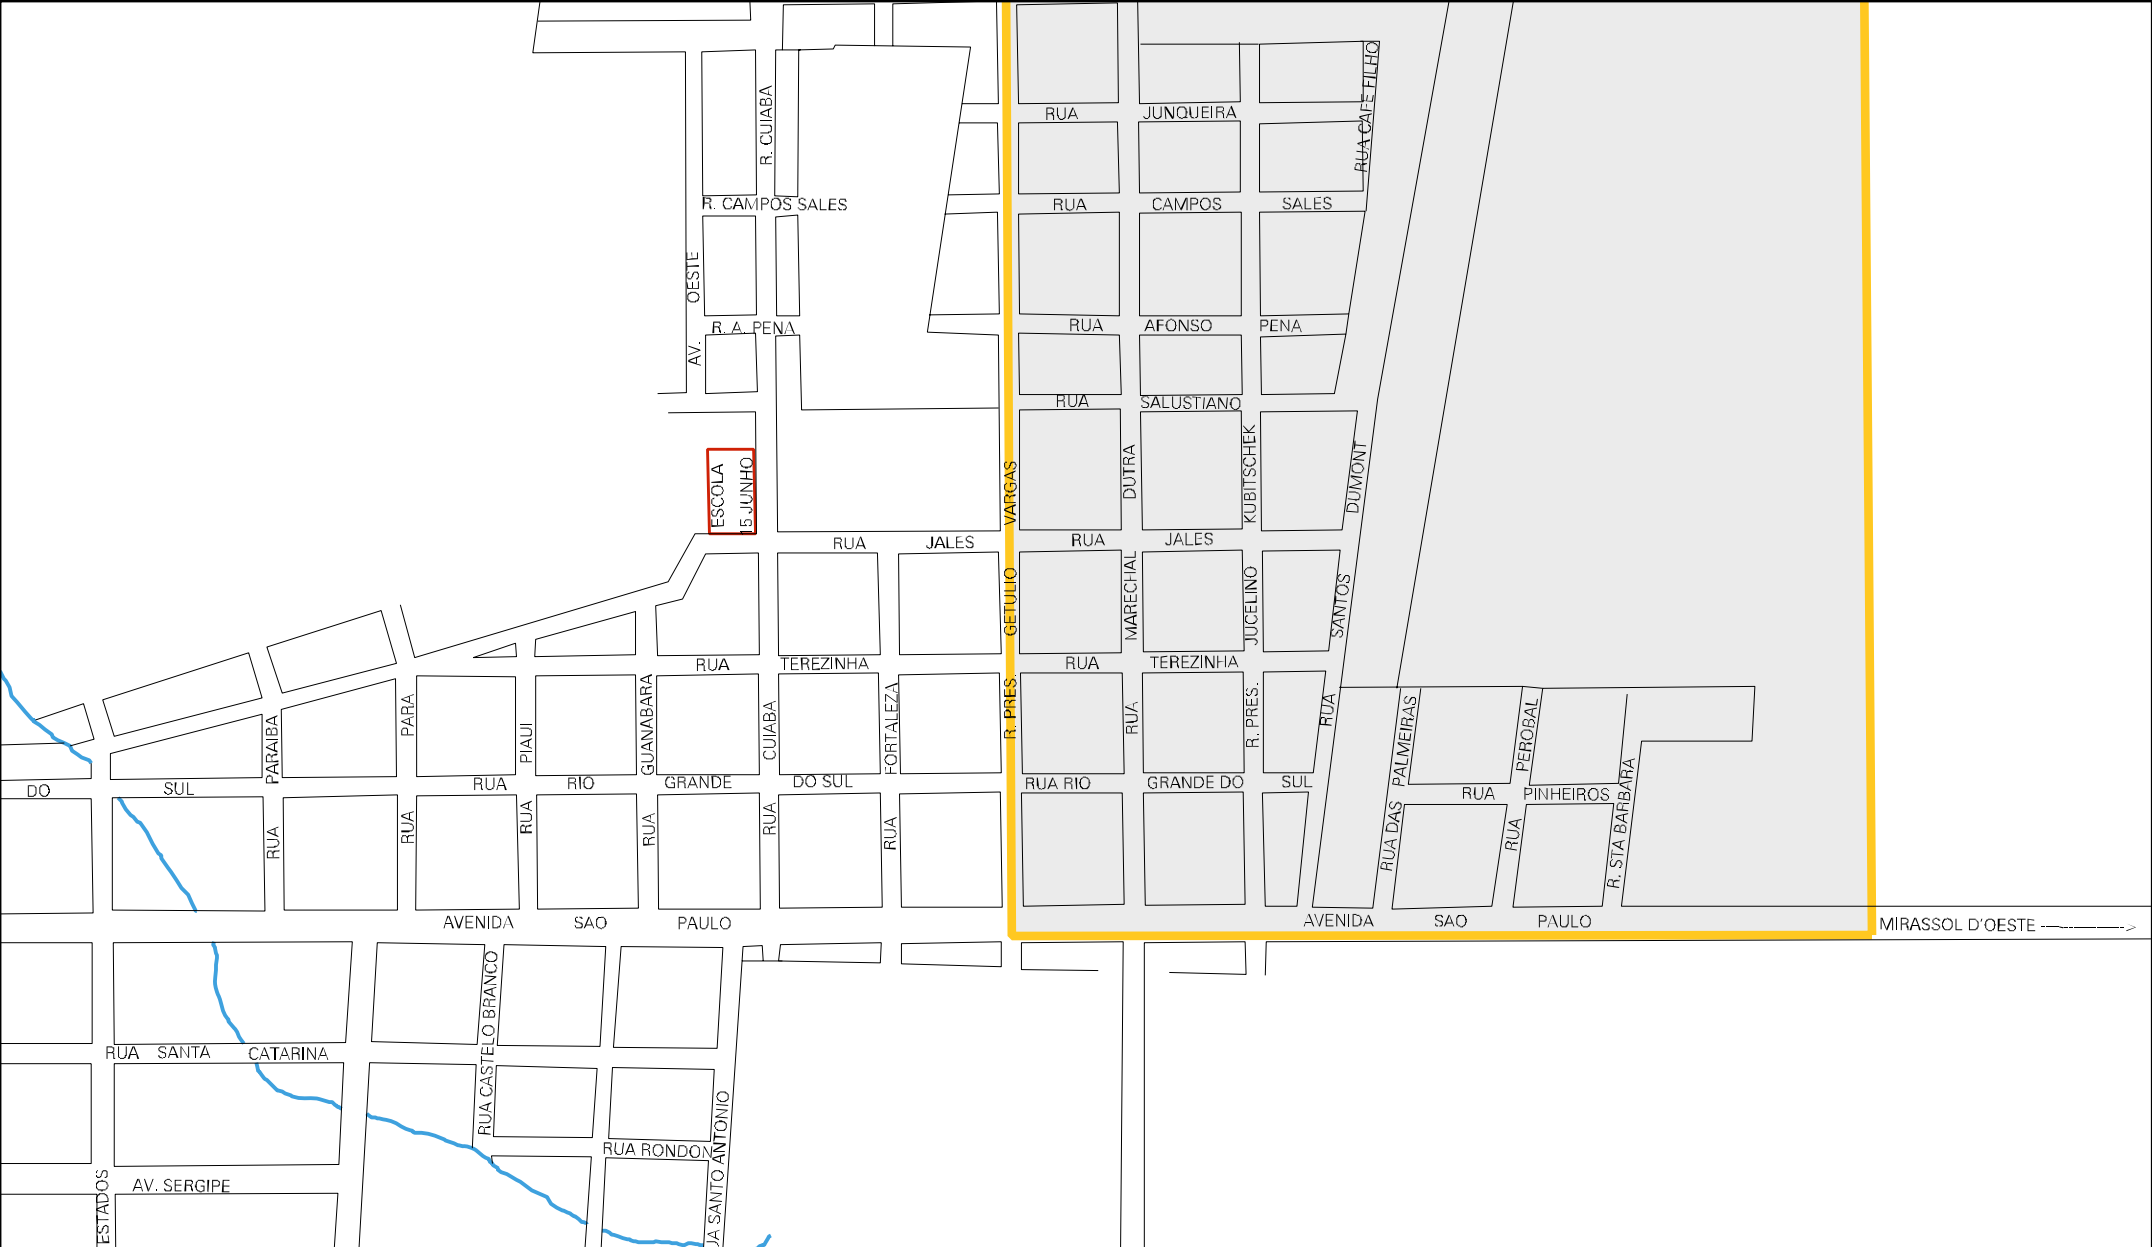 RUA CAFE FILHO
R. CUIABA
RUA JUNQUEIRA
R. CAMPOS SALES
RUA CAMPOS SALES
AV. OESTE
R. A. PENA
RUA AFONSO PENA
RUA SALUSTIANO
ESCOLA
15 JUNHO
R. PRES. GETULIO VARGAS
RUA MARECHAL DUTRA
R. PRES. JUCELINO KUBITSCHEK
RUA SANTOS DUMONT
RUA JALES
RUA JALES
RUA TEREZINHA
RUA TEREZINHA
RUA PARAIBA
RUA PARA
RUA PIAUI
RUA GUANABARA
RUA CUIABA
RUA FORTALEZA
RUA DAS PALMEIRAS
RUA PEROBAL
R. STA BARBARA
DO SUL
RUA RIO GRANDE DO SUL
RUA RIO GRANDE DO SUL
RUA PINHEIROS
AVENIDA SAO PAULO
AVENIDA SAO PAULO
MIRASSOL D'OESTE
RUA CASTELO BRANCO
RUA SANTA CATARINA
RUA RONDON
UA SANTO ANTONIO
AV. SERGIPE
ESTADOS